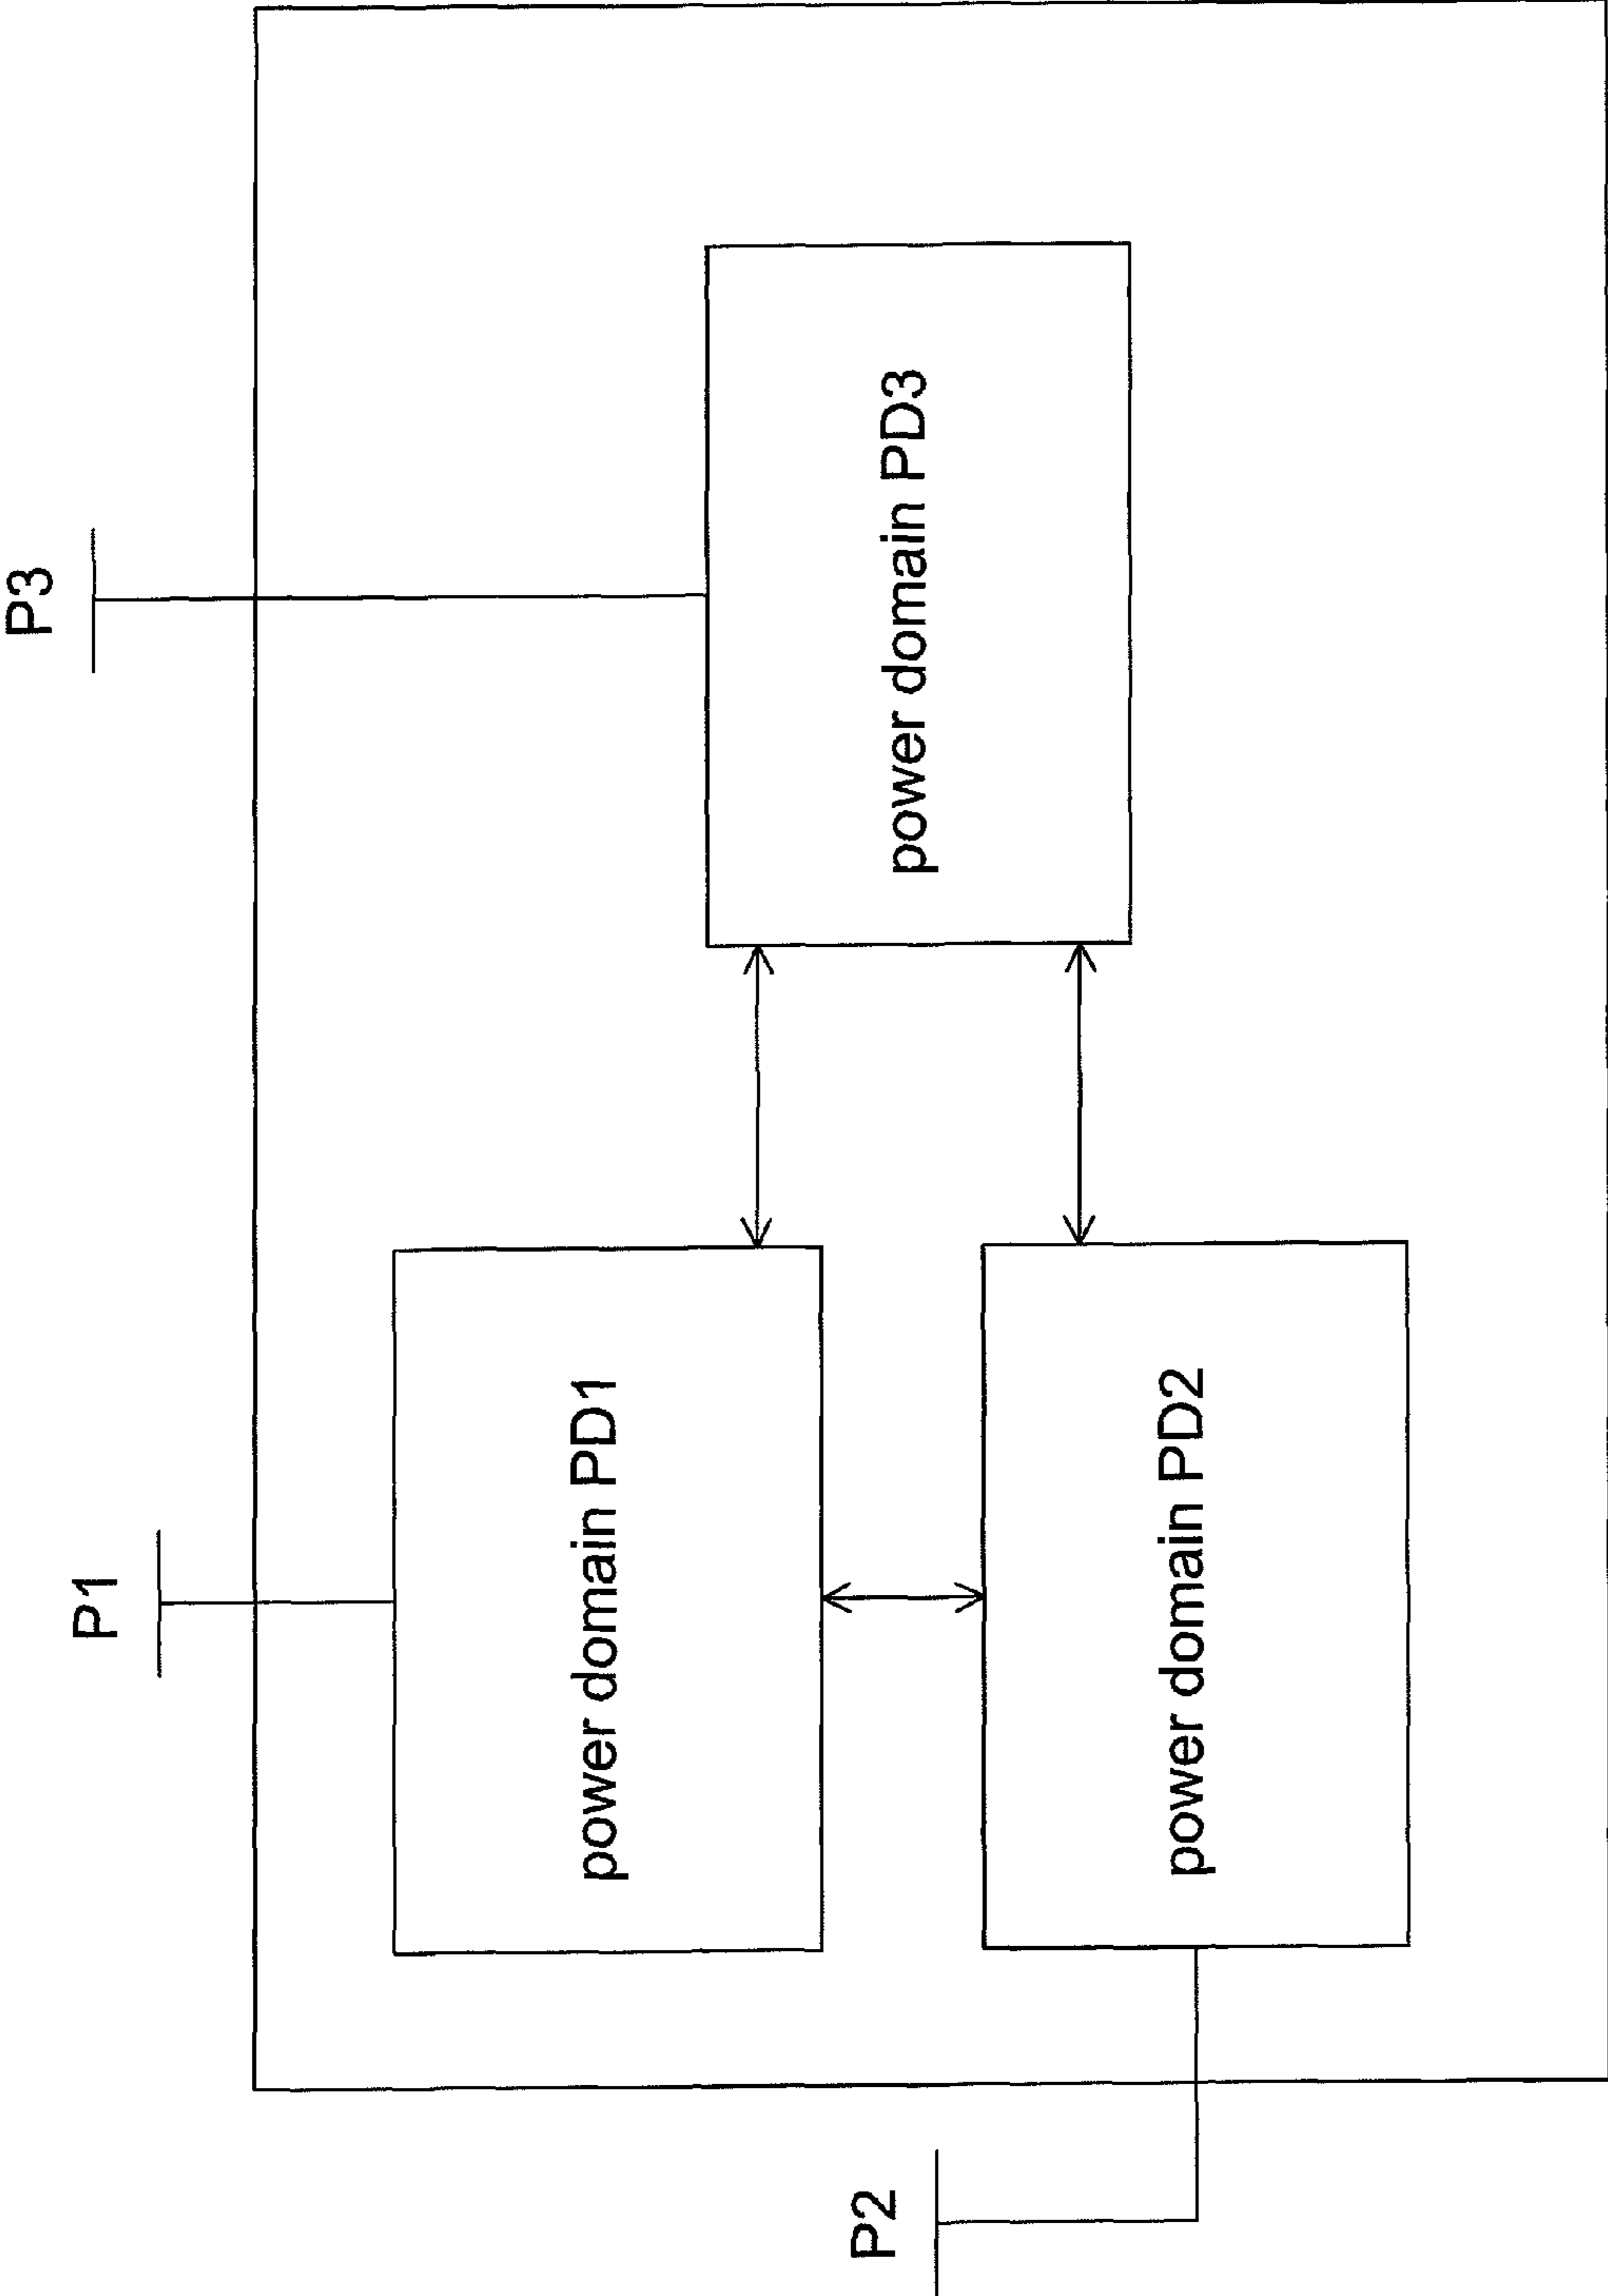 P1
P3
power domain PD1
power domain PD3
P2
power domain PD2